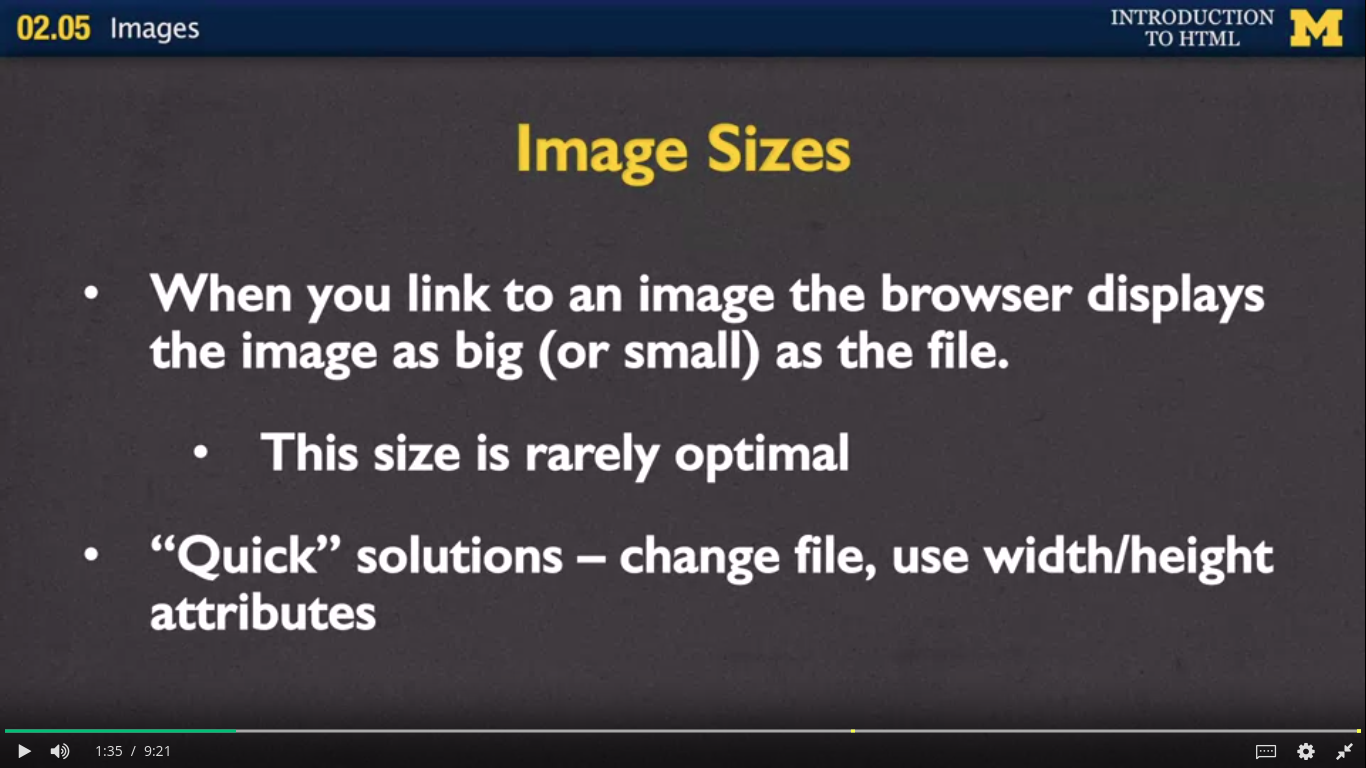 02.05 Images
INTRODUCTION
TO HTML
M
Image Sizes
• When you link to an image the browser displays
the image as big (or small) as the file.
• This size is rarely optimal
• “Quick” solutions – change file, use width/height
attributes
1:35 / 9:21